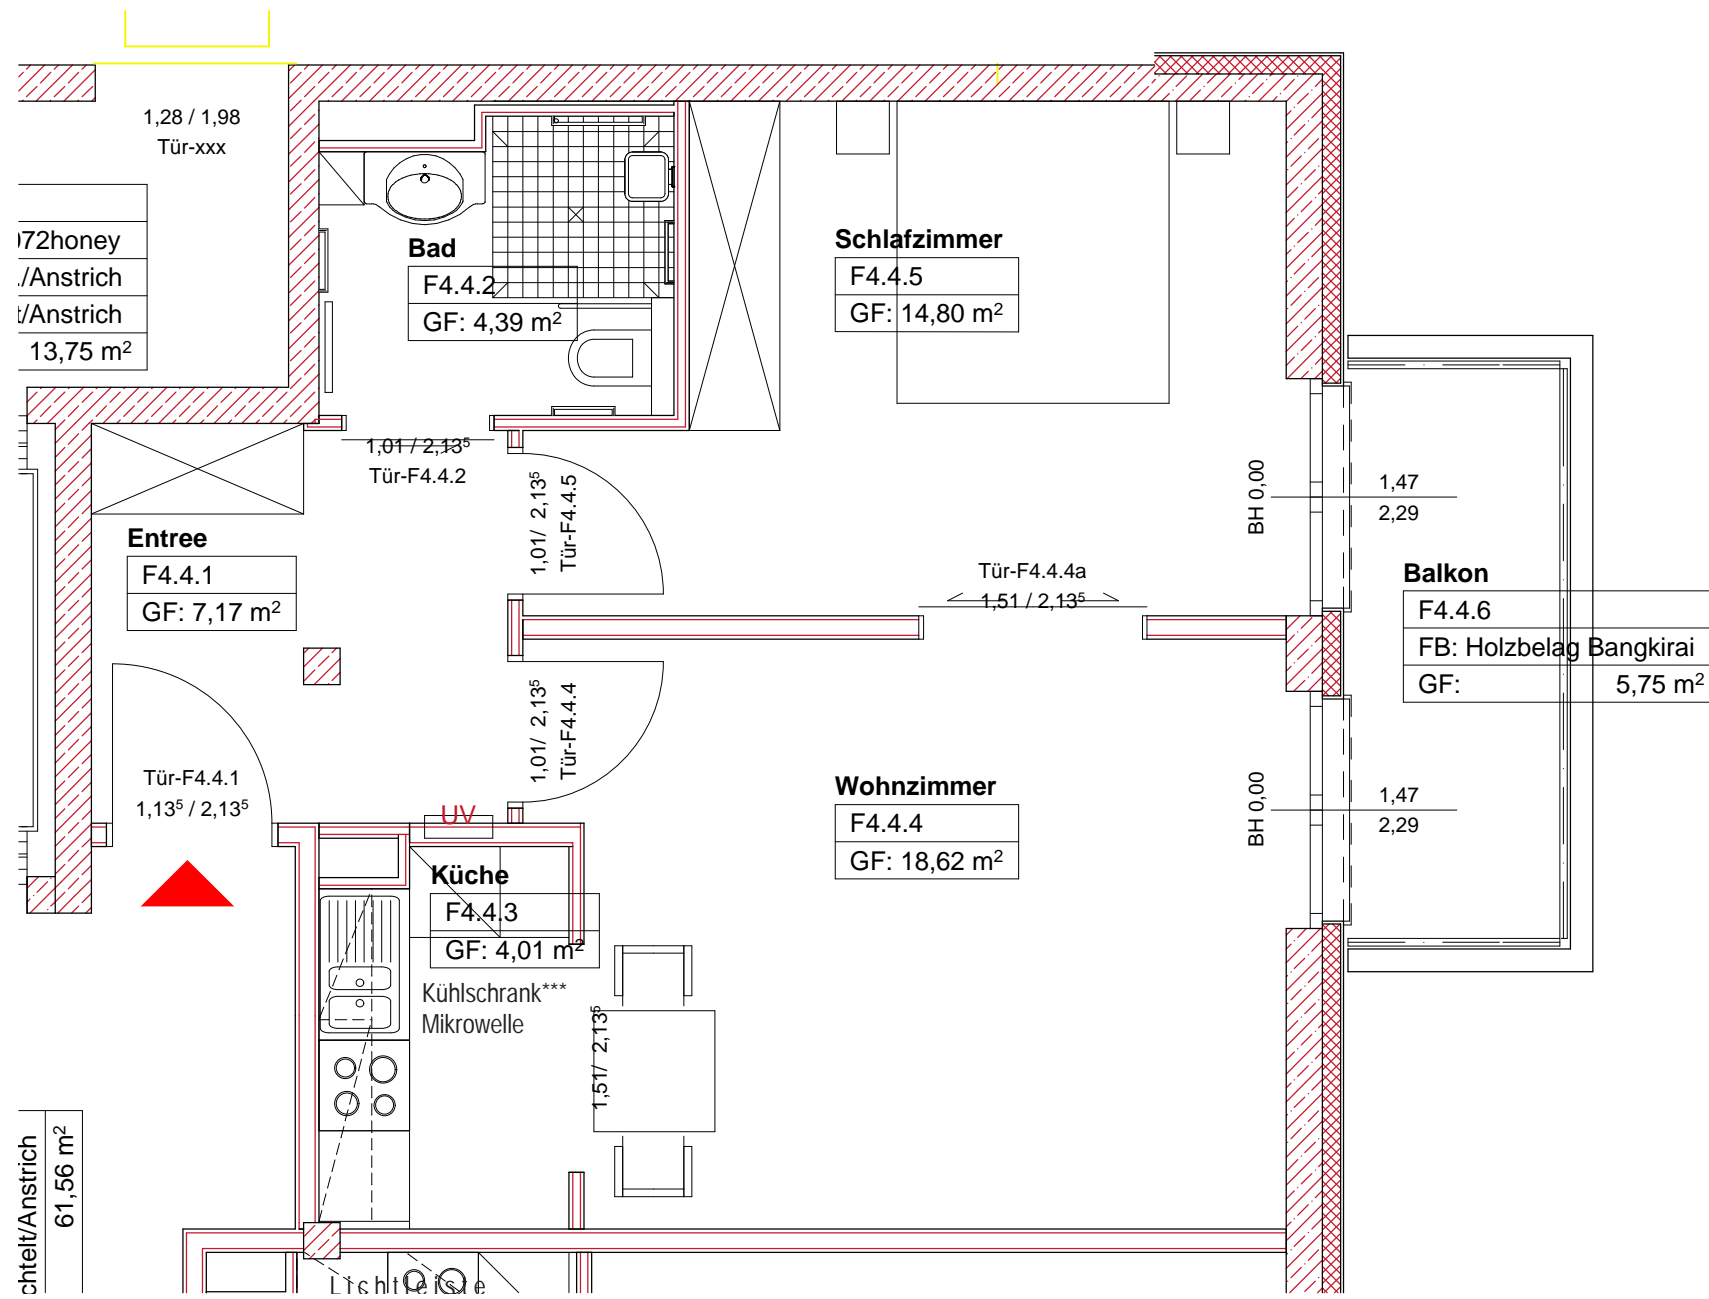 1,28 / 1,98
Tür-xxx
072honey
./Anstrich
t/Anstrich
13,75 m²
Bad
F4.4.2
GF: 4,39 m²
Schlafzimmer
F4.4.5
GF: 14,80 m²
1,01 / 2,13⁵
Tür-F4.4.2
1,01/ 2,13⁵
Tür-F4.4.5
BH 0,00
1,47
2,29
Entree
F4.4.1
GF: 7,17 m²
Tür-F4.4.4a
1,51 / 2,13⁵
Balkon
F4.4.6
FB: Holzbelag Bangkirai
GF: 5,75 m²
1,01/ 2,13⁵
Tür-F4.4.4
Tür-F4.4.1
1,13⁵ / 2,13⁵
UV
Wohnzimmer
F4.4.4
GF: 18,62 m²
BH 0,00
1,47
2,29
Küche
F4.4.3
GF: 4,01 m²
Kühlschrank***
Mikrowelle
1,51/ 2,13⁵
chtelt/Anstrich
61,56 m²
Lichtleiste